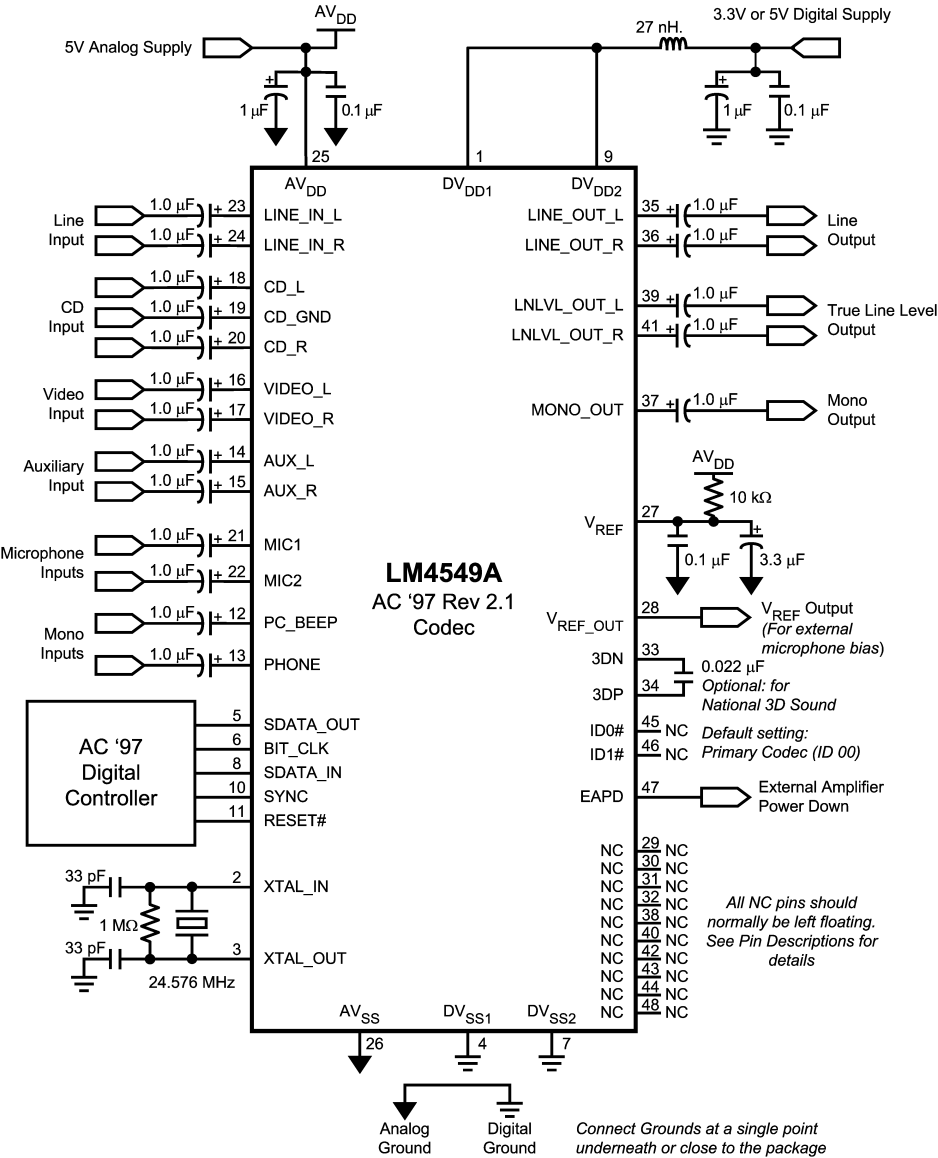 AVDD
5V Analog Supply
1 µF
0.1 µF
27 nH.
3.3V or 5V Digital Supply
1 µF
0.1 µF
25
1
9
AVDD
DVDD1
DVDD2
Line
Input
1.0 µF
+ 23
LINE_IN_L
1.0 µF
+ 24
LINE_IN_R
CD
Input
1.0 µF
+ 18
CD_L
1.0 µF
+ 19
CD_GND
1.0 µF
+ 20
CD_R
Video
Input
1.0 µF
+ 16
VIDEO_L
1.0 µF
+ 17
VIDEO_R
Auxiliary
Input
1.0 µF
+ 14
AUX_L
1.0 µF
+ 15
AUX_R
Microphone
Inputs
1.0 µF
+ 21
MIC1
1.0 µF
+ 22
MIC2
Mono
Inputs
1.0 µF
+ 12
PC_BEEP
1.0 µF
+ 13
PHONE
AC ‘97
Digital
Controller
5
SDATA_OUT
6
BIT_CLK
8
SDATA_IN
10
SYNC
11
RESET#
33 pF
2
XTAL_IN
1 MΩ
33 pF
3
XTAL_OUT
24.576 MHz
LM4549A
AC ‘97 Rev 2.1
Codec
LINE_OUT_L
35 +
1.0 µF
LINE_OUT_R
36 +
1.0 µF
Line
Output
LNLVL_OUT_L
39 +
1.0 µF
LNLVL_OUT_R
41 +
1.0 µF
True Line Level
Output
MONO_OUT
37 +
1.0 µF
Mono
Output
AVDD
10 kΩ
VREF
27
0.1 µF
+
3.3 µF
VREF_OUT
28
VREF Output
(For external
microphone bias)
3DN
33
3DP
34
0.022 µF
Optional: for
National 3D Sound
ID0#
45
NC
ID1#
46
NC
Default setting:
Primary Codec (ID 00)
EAPD
47
External Amplifier
Power Down
NC 29 NC
NC 30 NC
NC 31 NC
NC 32 NC
NC 38 NC
NC 40 NC
NC 42 NC
NC 43 NC
NC 44 NC
NC 48 NC
All NC pins should
normally be left floating.
See Pin Descriptions for
details
AVSS
DVSS1
DVSS2
26
4
7
Analog
Ground
Digital
Ground
Connect Grounds at a single point
underneath or close to the package